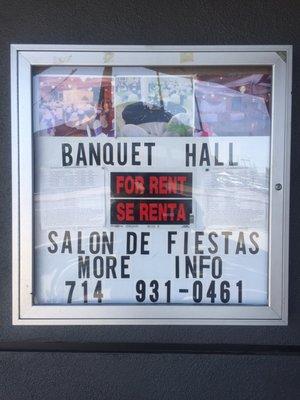 BANQUET HALL
FOR RENT
SE RENTA
SALON DE FIESTAS
MORE INFO
714 931-0461